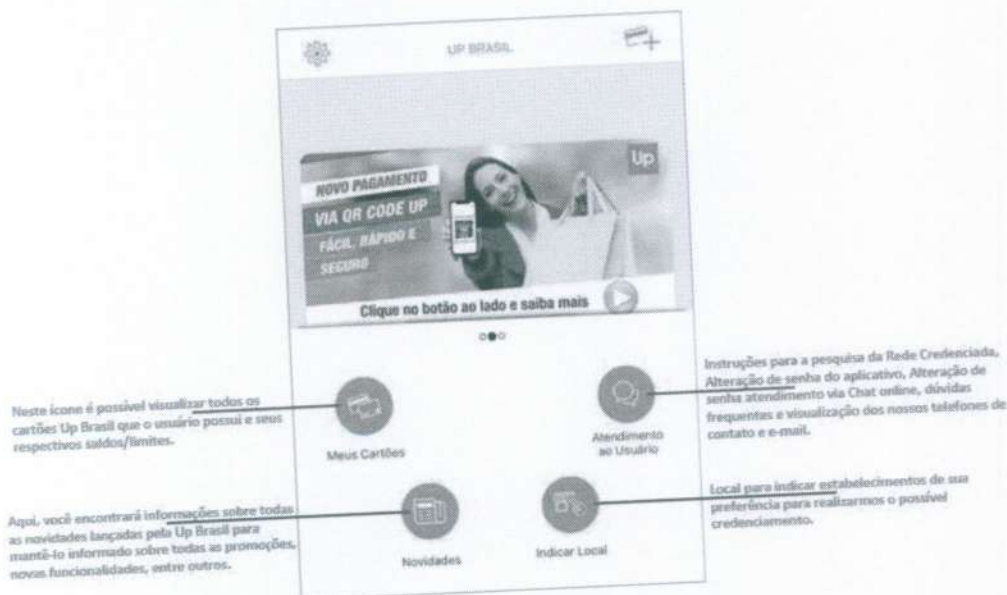 UP BRASIL
Up
NOVO PAGAMENTO
VIA QR CODE UP
FÁCIL, RÁPIDO E
SEGURO
Clique no botão ao lado e saiba mais
Neste ícone é possível visualizar todos os
cartões Up Brasil que o usuário possui e seus
respectivos saldos/limites.
Meus Cartões
Atendimento
ao Usuário
Instruções para a pesquisa da Rede Credenciada,
Alteração de senha do aplicativo, Alteração de
senha atendimento via Chat online, dúvidas
frequentes e visualização dos nossos telefones de
contato e e-mail.
Aqui, você encontrará informações sobre todas
as novidades lançadas pela Up Brasil para
mantê-lo informado sobre todas as promoções,
novas funcionalidades, entre outros.
Novidades
Indicar Local
Local para indicar estabelecimentos de sua
preferência para realizarmos o possível
credenciamento.